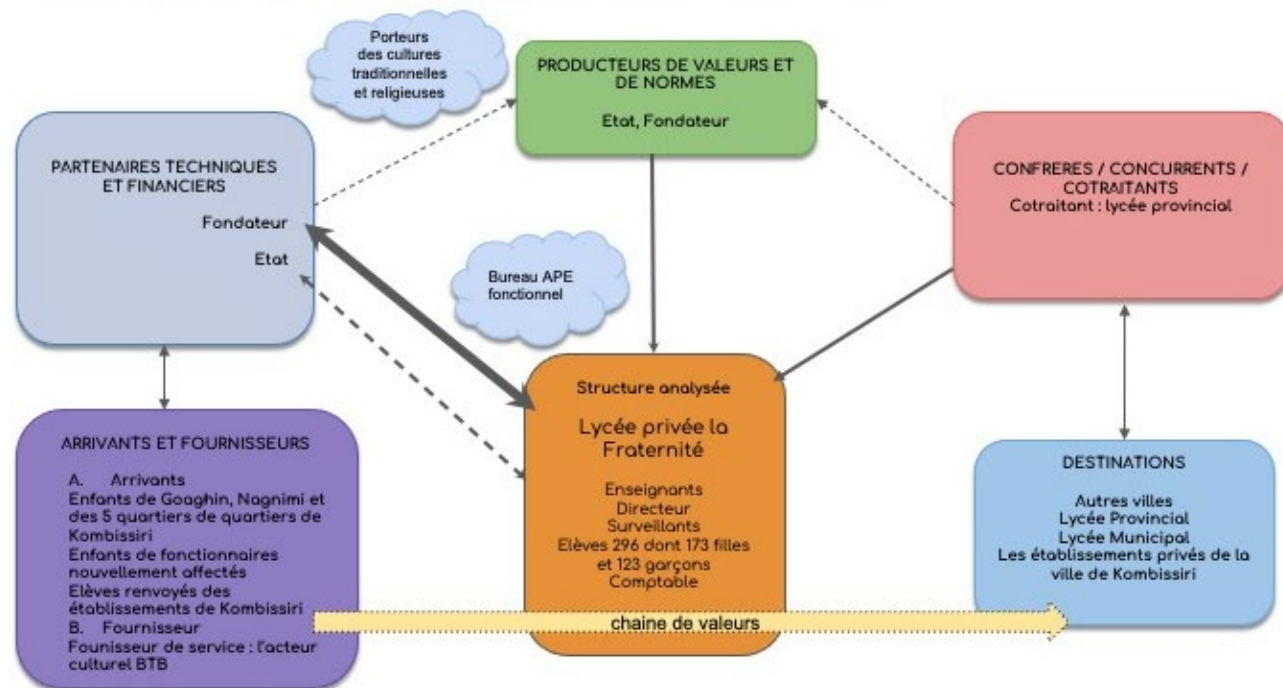 Porteurs
des cultures
traditionnelles
et religieuses
PRODUCTEURS DE VALEURS ET
DE NORMES
Etat, Fondateur
PARTENAIRES TECHNIQUES
ET FINANCIERS
Fondateur
Etat
CONFRERES / CONCURRENTS /
COTRAITANTS
Cotraitant : lycée provincial
Bureau APE
fonctionnel
Structure analysée
Lycée privée la
Fraternité
Enseignants
Directeur
Surveillants
Elèves 296 dont 173 filles
et 123 garçons
Comptable
ARRIVANTS ET FOURNISSEURS
A. Arrivants
Enfants de Goaghin, Nagnimi et
des 5 quartiers de quartiers de
Kombissiri
Enfants de fonctionnaires
nouvellement affectés
Elèves renvoyés des
établissements de Kombissiri
B. Fournisseur
Founisseur de service : l'acteur
culturel BTB
DESTINATIONS
Autres villes
Lycée Provincial
Lycée Municipal
Les établissements privés de la
ville de Kombissiri
chaine de valeurs